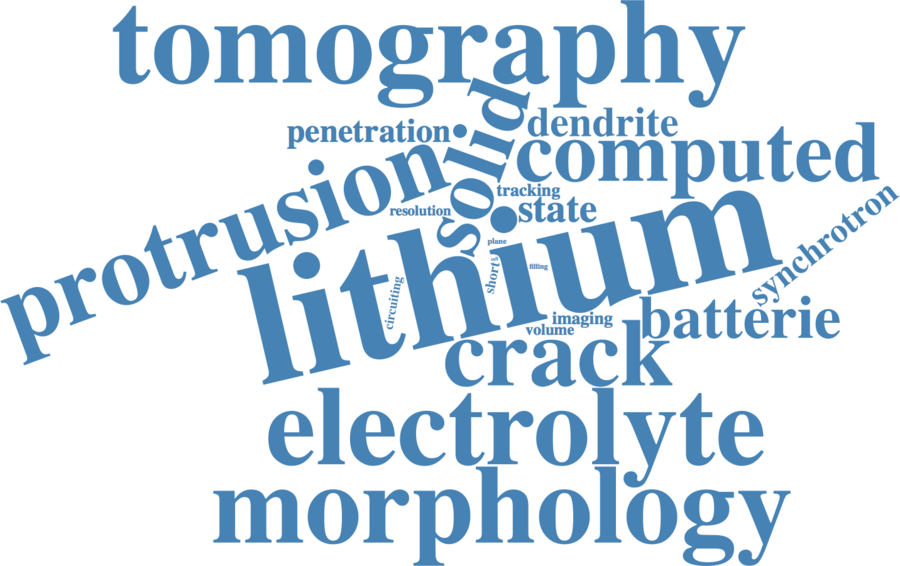 tomography
solid
dendrite
penetration
computed
protrusion
tracking
synchrotron
resolution
state
lithium
plane
short
filling
circuiting
imaging
batterie
volume
crack
electrolyte
morphology